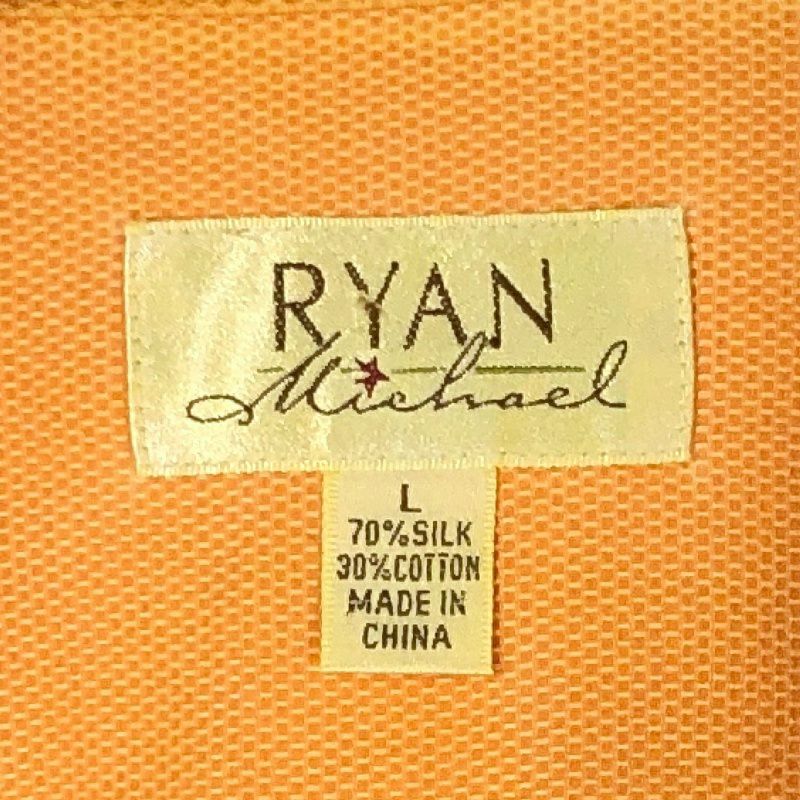 RYAN
Michael
L
70%SILK
30%COTTON
MADE IN
CHINA